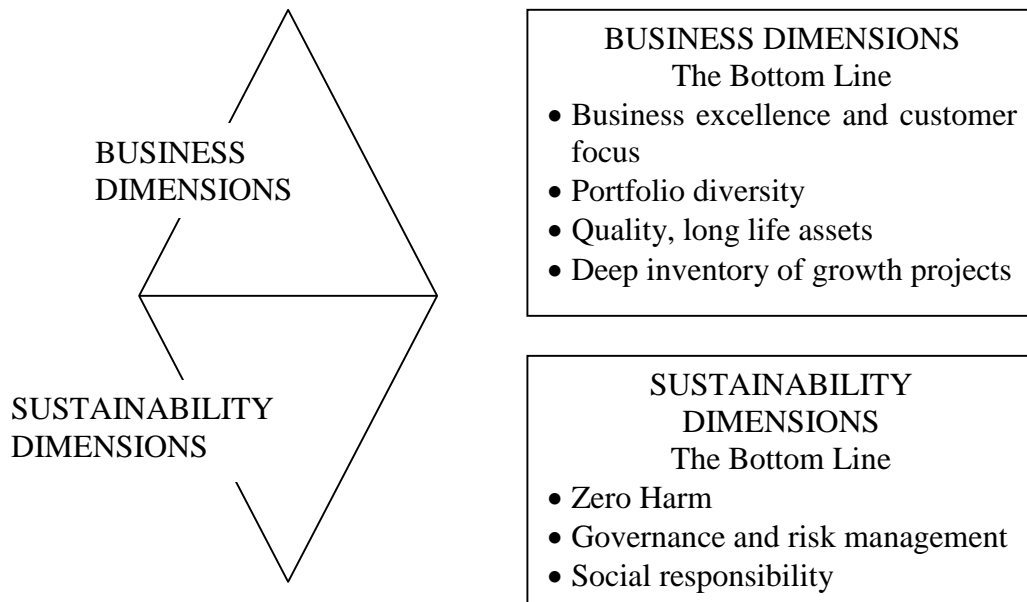 BUSINESS
DIMENSIONS
SUSTAINABILITY
DIMENSIONS
BUSINESS DIMENSIONS
The Bottom Line
• Business excellence and customer
focus
• Portfolio diversity
• Quality, long life assets
• Deep inventory of growth projects
SUSTAINABILITY
DIMENSIONS
The Bottom Line
• Zero Harm
• Governance and risk management
• Social responsibility